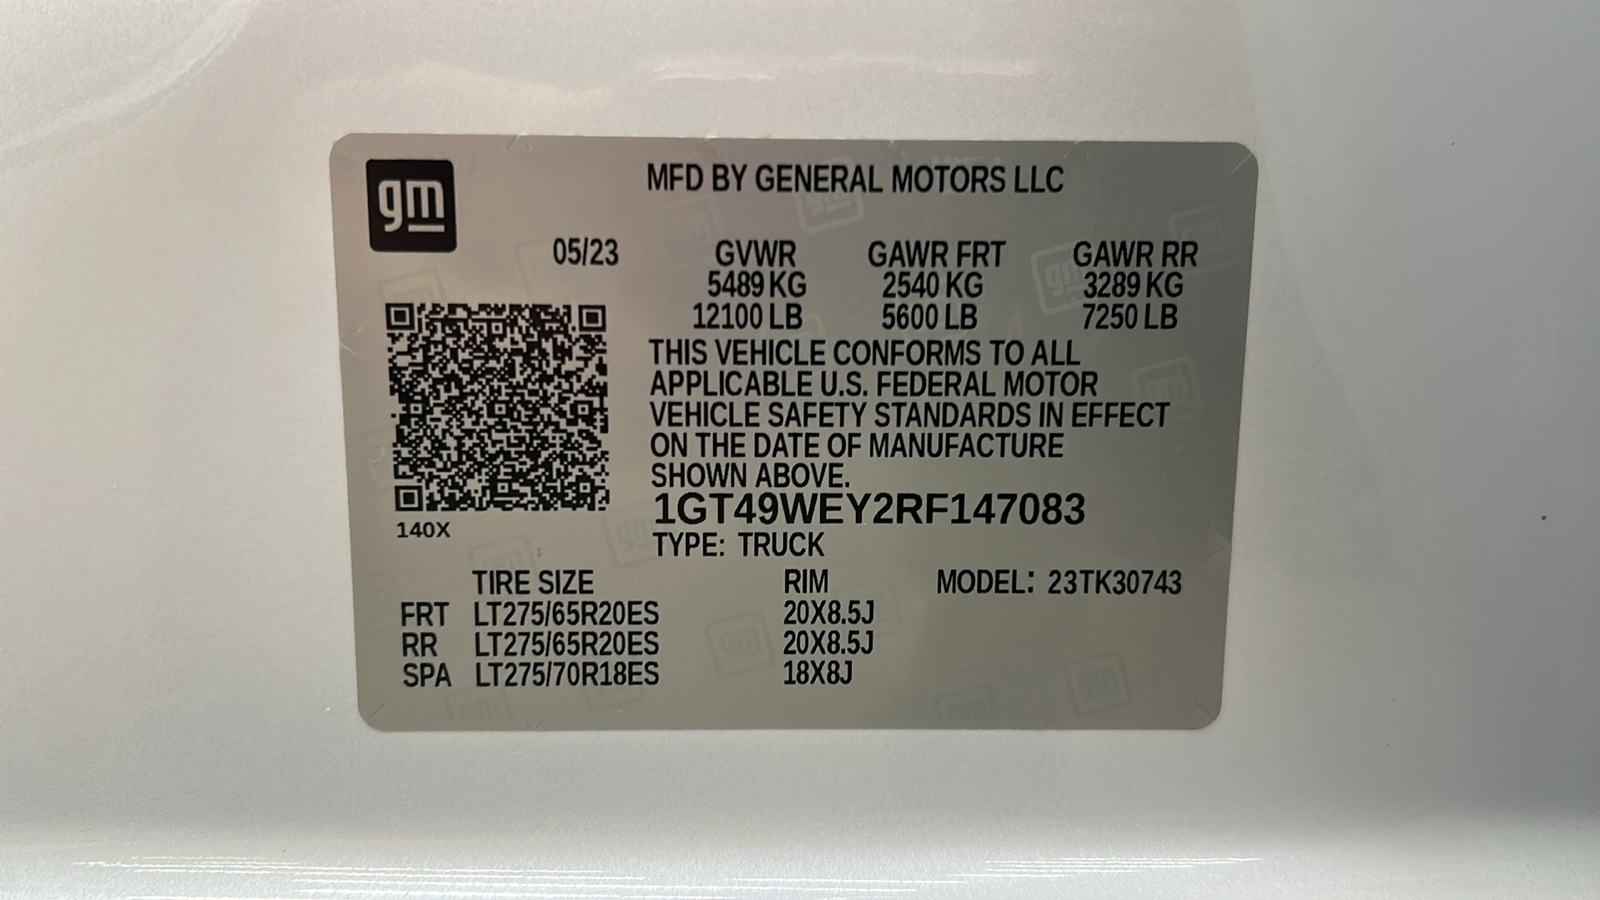 gm
MFD BY GENERAL MOTORS LLC
05/23 GVWR GAWR FRT GAWR RR
5489 KG 2540 KG 3289 KG
12100 LB 5600 LB 7250 LB
THIS VEHICLE CONFORMS TO ALL
APPLICABLE U.S. FEDERAL MOTOR
VEHICLE SAFETY STANDARDS IN EFFECT
ON THE DATE OF MANUFACTURE
SHOWN ABOVE.
1GT49WEY2RF147083
140X
TYPE: TRUCK
TIRE SIZE RIM MODEL: 23TK30743
FRT LT275/65R20ES 20X8.5J
RR LT275/65R20ES 20X8.5J
SPA LT275/70R18ES 18X8J